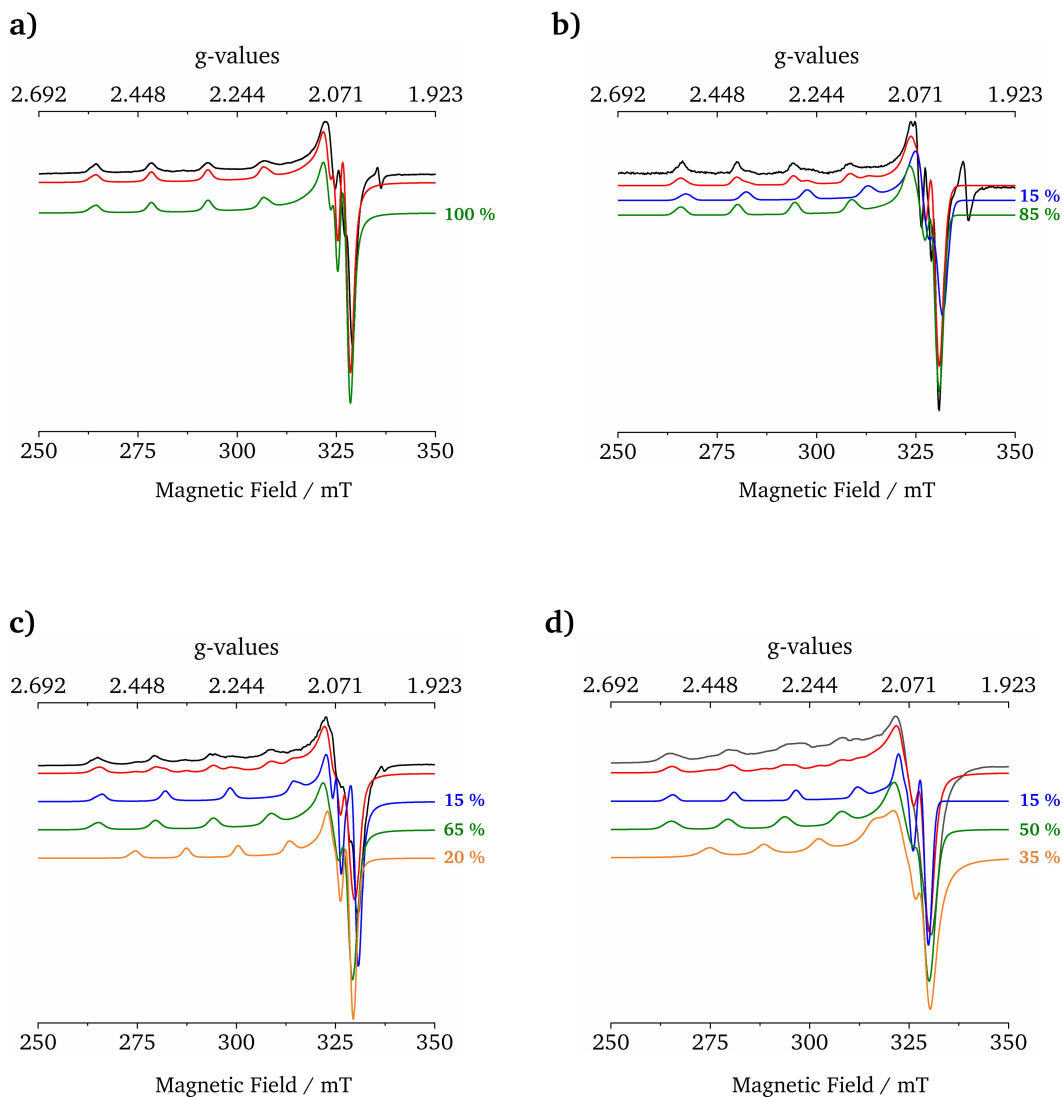 a)
g-values
2.692 2.448 2.244 2.071 1.923
100 %
250 275 300 325 350
Magnetic Field / mT
b)
g-values
2.692 2.448 2.244 2.071 1.923
15 %
85 %
250 275 300 325 350
Magnetic Field / mT
c)
g-values
2.692 2.448 2.244 2.071 1.923
15 %
65 %
20 %
250 275 300 325 350
Magnetic Field / mT
d)
g-values
2.692 2.448 2.244 2.071 1.923
15 %
50 %
35 %
250 275 300 325 350
Magnetic Field / mT